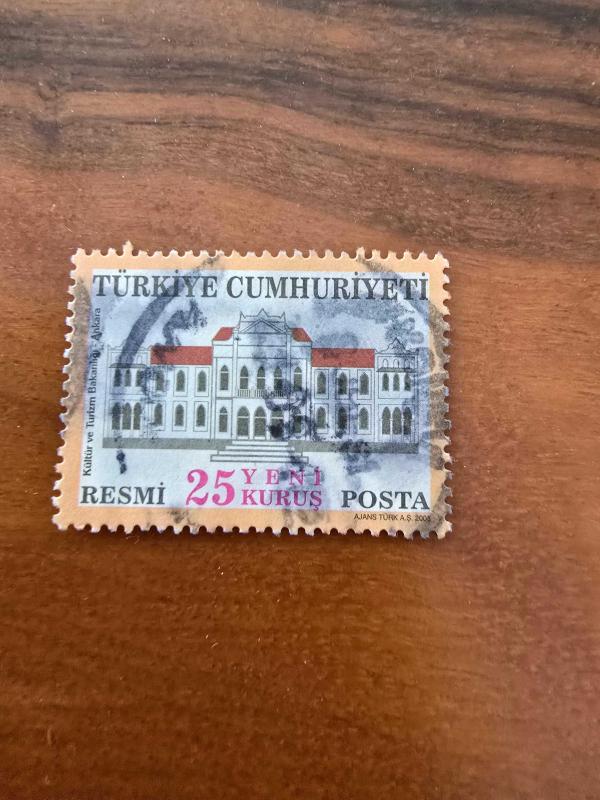 TÜRKİYE CUMHURİYETİ
Kültür ve Turizm Bakanlığı - Ankara
25 YENİ KURUŞ
RESMİ
POSTA
AJANS TÜRK A.Ş.